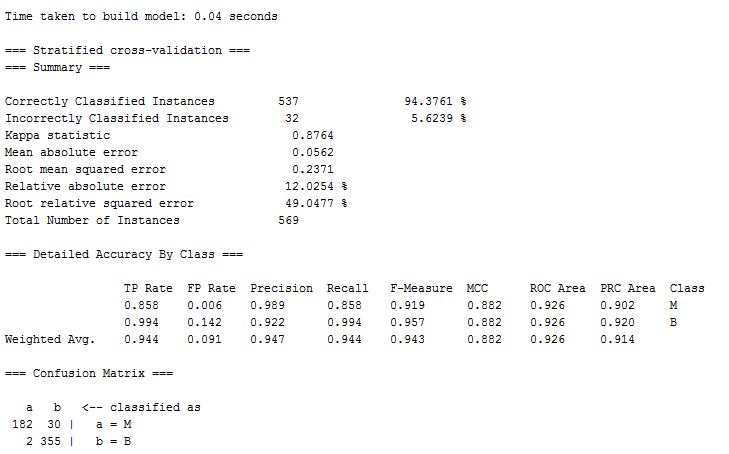 Time taken to build model: 0.04 seconds
=== Stratified cross-validation ===
=== Summary ===
Correctly Classified Instances 537 94.3761 %
Incorrectly Classified Instances 32 5.6239 %
Kappa statistic 0.8764
Mean absolute error 0.0562
Root mean squared error 0.2371
Relative absolute error 12.0254 %
Root relative squared error 49.0477 %
Total Number of Instances 569
=== Detailed Accuracy By Class ===
TP Rate FP Rate Precision Recall F-Measure MCC ROC Area PRC Area Class
0.858 0.006 0.989 0.858 0.919 0.882 0.926 0.902 M
0.994 0.142 0.922 0.994 0.957 0.882 0.926 0.920 B
Weighted Avg. 0.944 0.091 0.947 0.944 0.943 0.882 0.926 0.914
=== Confusion Matrix ===
a b <-- classified as
182 30 | a = M
2 355 | b = B